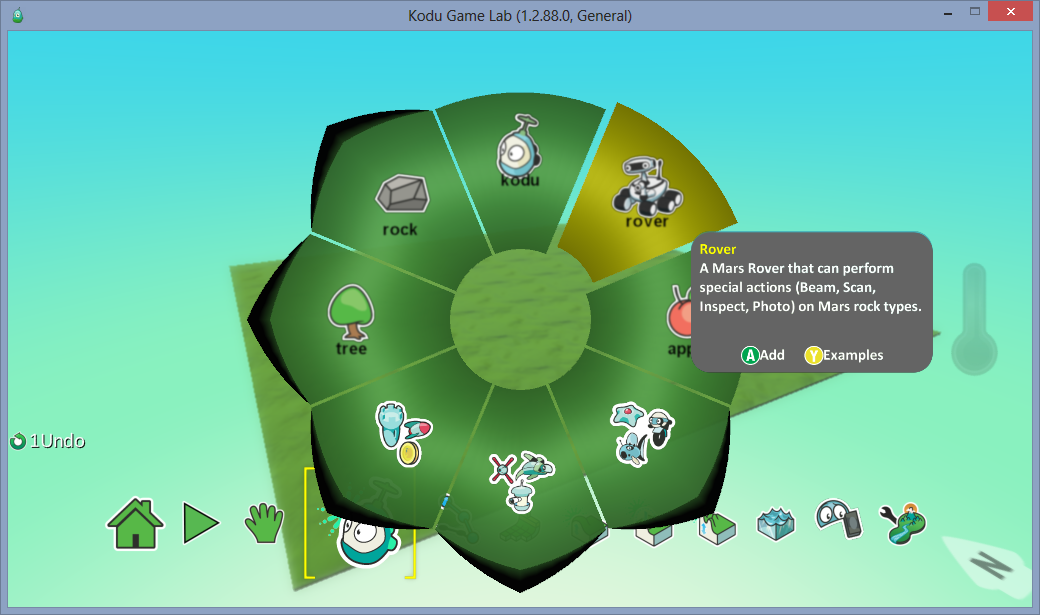 Kodu Game Lab (1.2.88.0, General)
kodu
rover
rock
Rover
A Mars Rover that can perform
special actions (Beam, Scan,
Inspect, Photo) on Mars rock types.
A Add Y Examples
app
tree
1Undo
N